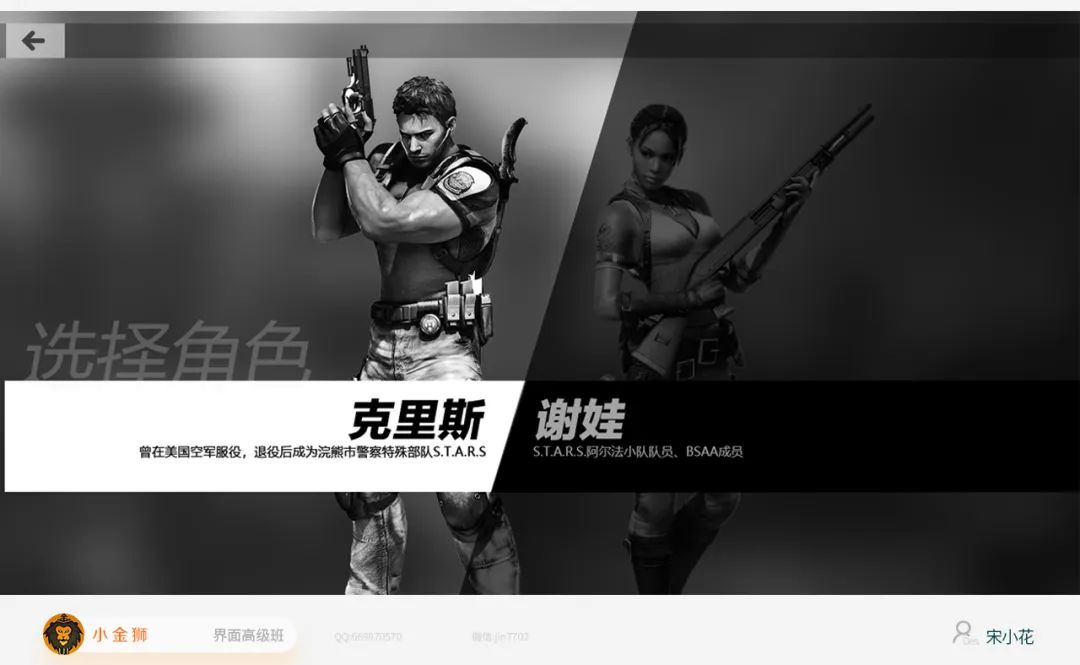 选择角色
克里斯
曾在美国空军服役，退役后成为浣熊市警察特殊部队S.T.A.R.S
谢娃
S.T.A.R.S.阿尔法小队队员、BSAA成员
小金狮
界面高级班
QQ:669970570
微信:jie7702
Des.
宋小花